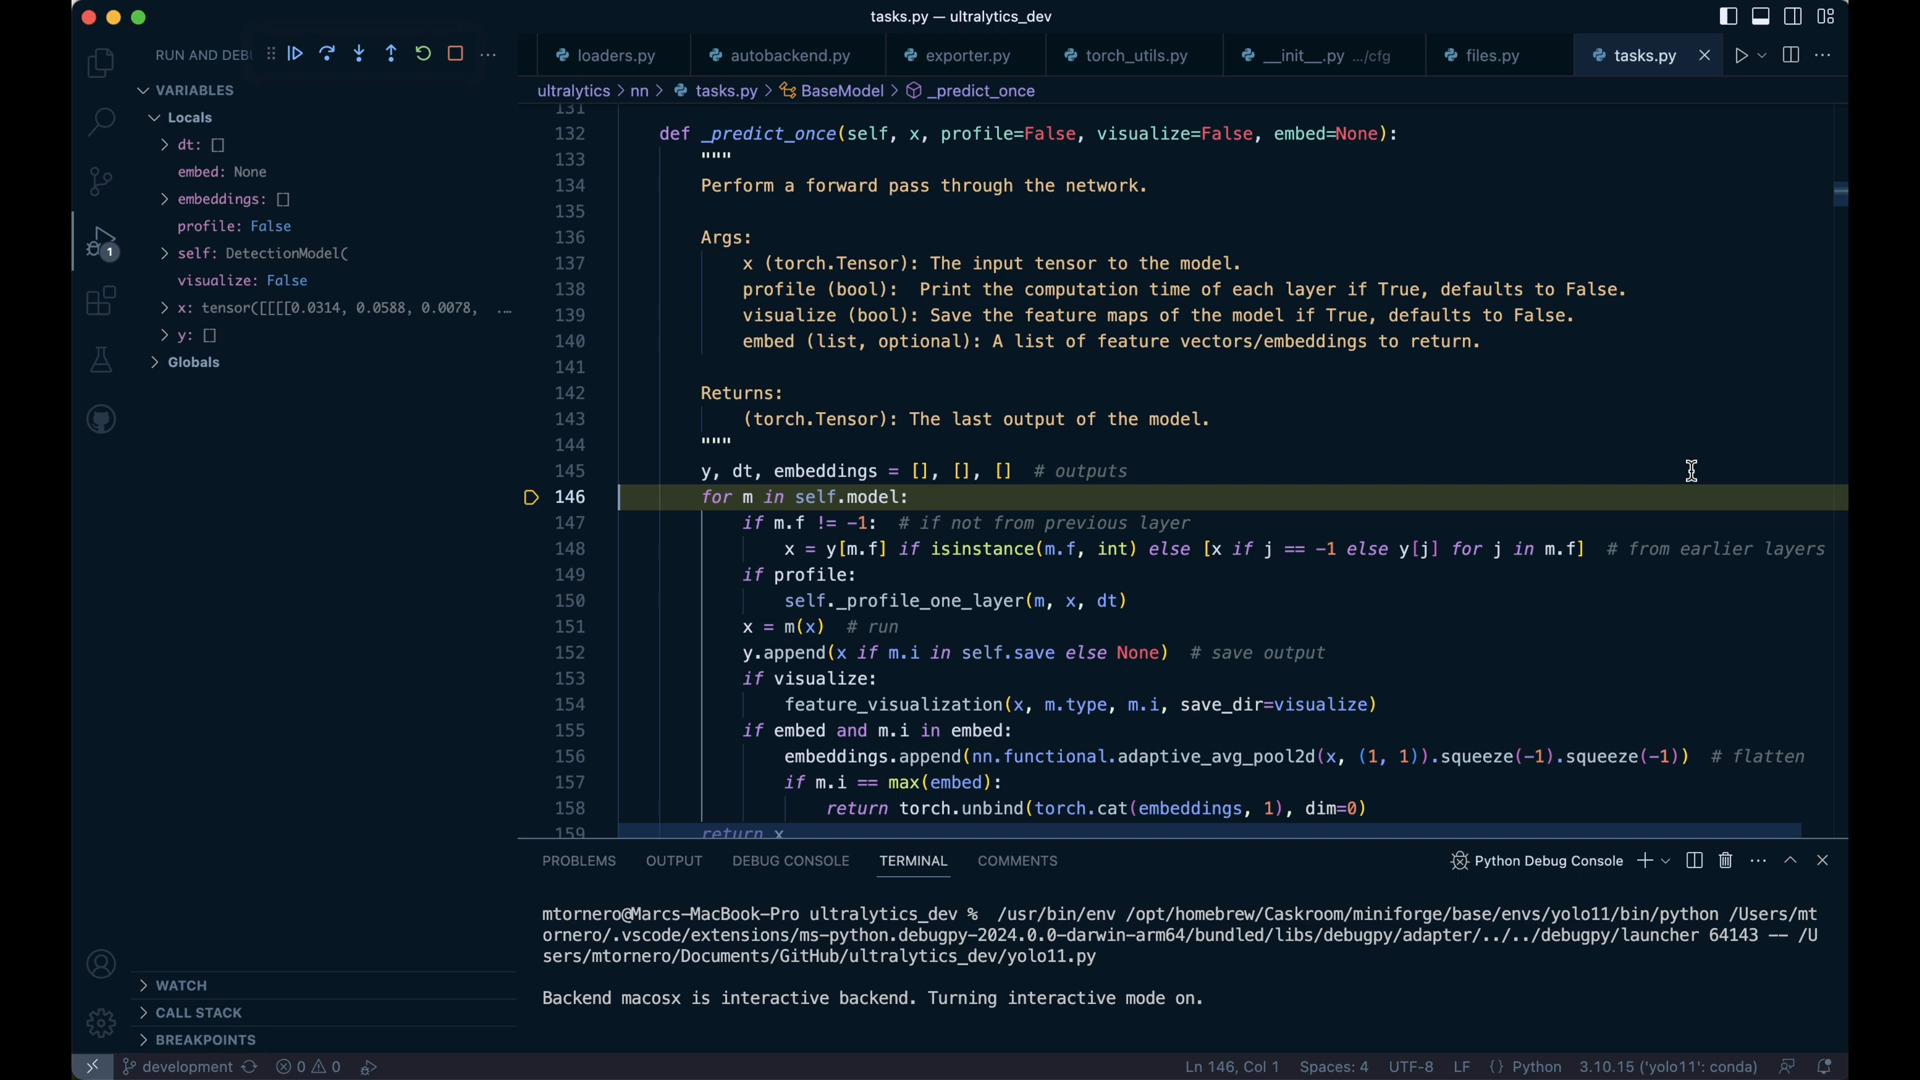 tasks.py — ultralytics_dev
RUN AND DEBU
loaders.py
autobackend.py
exporter.py
torch_utils.py
__init__.py .../cfg
files.py
tasks.py
ultralytics > nn > tasks.py > BaseModel > _predict_once
VARIABLES
Locals
dt: []
embed: None
embeddings: []
profile: False
self: DetectionModel(
visualize: False
x: tensor([[[[0.0314, 0.0588, 0.0078, ...
y: []
Globals
WATCH
CALL STACK
BREAKPOINTS
1
131
132 def _predict_once(self, x, profile=False, visualize=False, embed=None):
133 """
134 Perform a forward pass through the network.
135
136 Args:
137 x (torch.Tensor): The input tensor to the model.
138 profile (bool):  Print the computation time of each layer if True, defaults to False.
139 visualize (bool): Save the feature maps of the model if True, defaults to False.
140 embed (list, optional): A list of feature vectors/embeddings to return.
141
142 Returns:
143 (torch.Tensor): The last output of the model.
144 """
145 y, dt, embeddings = [], [], []  # outputs
146 for m in self.model:
147 if m.f != -1:  # if not from previous layer
148 x = y[m.f] if isinstance(m.f, int) else [x if j == -1 else y[j] for j in m.f]  # from earlier layers
149 if profile:
150 self._profile_one_layer(m, x, dt)
151 x = m(x)  # run
152 y.append(x if m.i in self.save else None)  # save output
153 if visualize:
154 feature_visualization(x, m.type, m.i, save_dir=visualize)
155 if embed and m.i in embed:
156 embeddings.append(nn.functional.adaptive_avg_pool2d(x, (1, 1)).squeeze(-1).squeeze(-1))  # flatten
157 if m.i == max(embed):
158 return torch.unbind(torch.cat(embeddings, 1), dim=0)
159 return x
PROBLEMS OUTPUT DEBUG CONSOLE TERMINAL COMMENTS
Python Debug Console
mtornero@Marcs-MacBook-Pro ultralytics_dev %  /usr/bin/env /opt/homebrew/Caskroom/miniforge/base/envs/yolo11/bin/python /Users/mt
ornero/.vscode/extensions/ms-python.debugpy-2024.0.0-darwin-arm64/bundled/libs/debugpy/adapter/../../debugpy/launcher 64143 -- /U
sers/mtornero/Documents/GitHub/ultralytics_dev/yolo11.py
Backend macosx is interactive backend. Turning interactive mode on.
development 0 0 Ln 146, Col 1 Spaces: 4 UTF-8 LF {} Python 3.10.15 ('yolo11': conda)